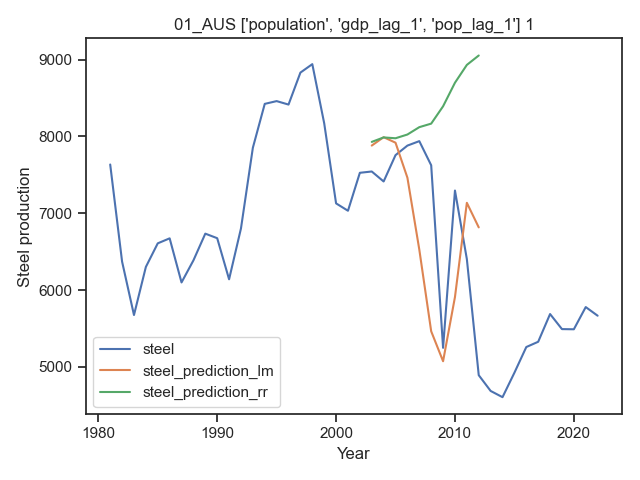 01_AUS ['population', 'gdp_lag_1', 'pop_lag_1'] 1
9000
8000
7000
6000
5000
Steel production
steel
steel_prediction_lm
steel_prediction_rr
1980
1990
2000
2010
2020
Year